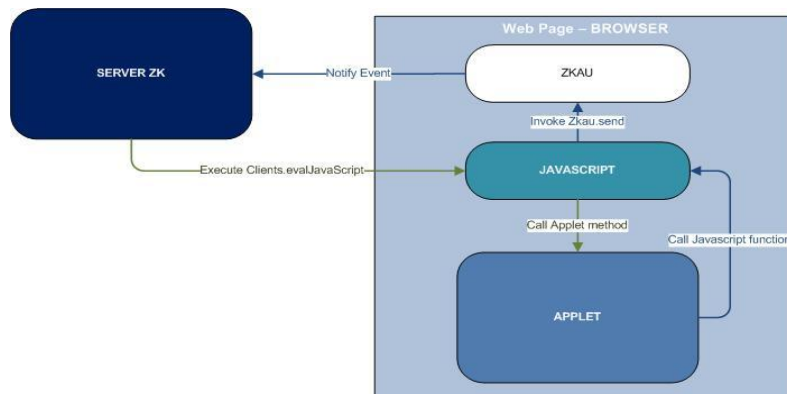 Web Page – BROWSER
SERVER ZK
Notify Event
ZKAU
Invoke Zkau.send
Execute Clients.evalJavaScript
JAVASCRIPT
Call Applet method
Call Javascript function
APPLET